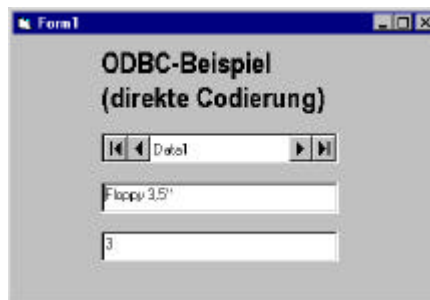 Form1
ODBC-Beispiel
(direkte Codierung)
Data1
Floppy 3,5"
3